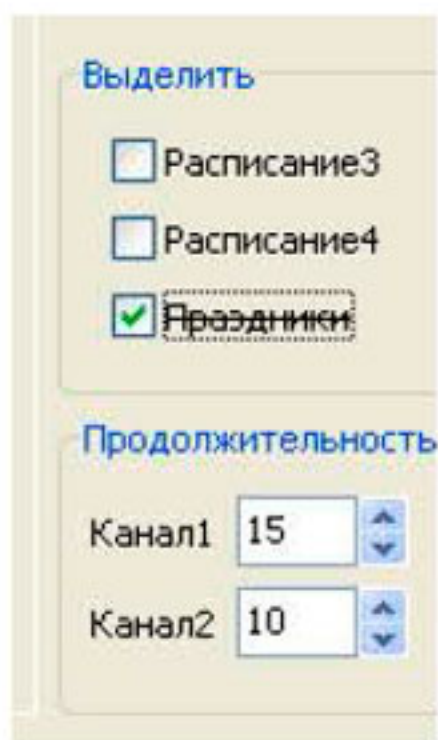 Выделить
Расписание3
Расписание4
Праздники
Продолжительность
Канал1 15
Канал2 10